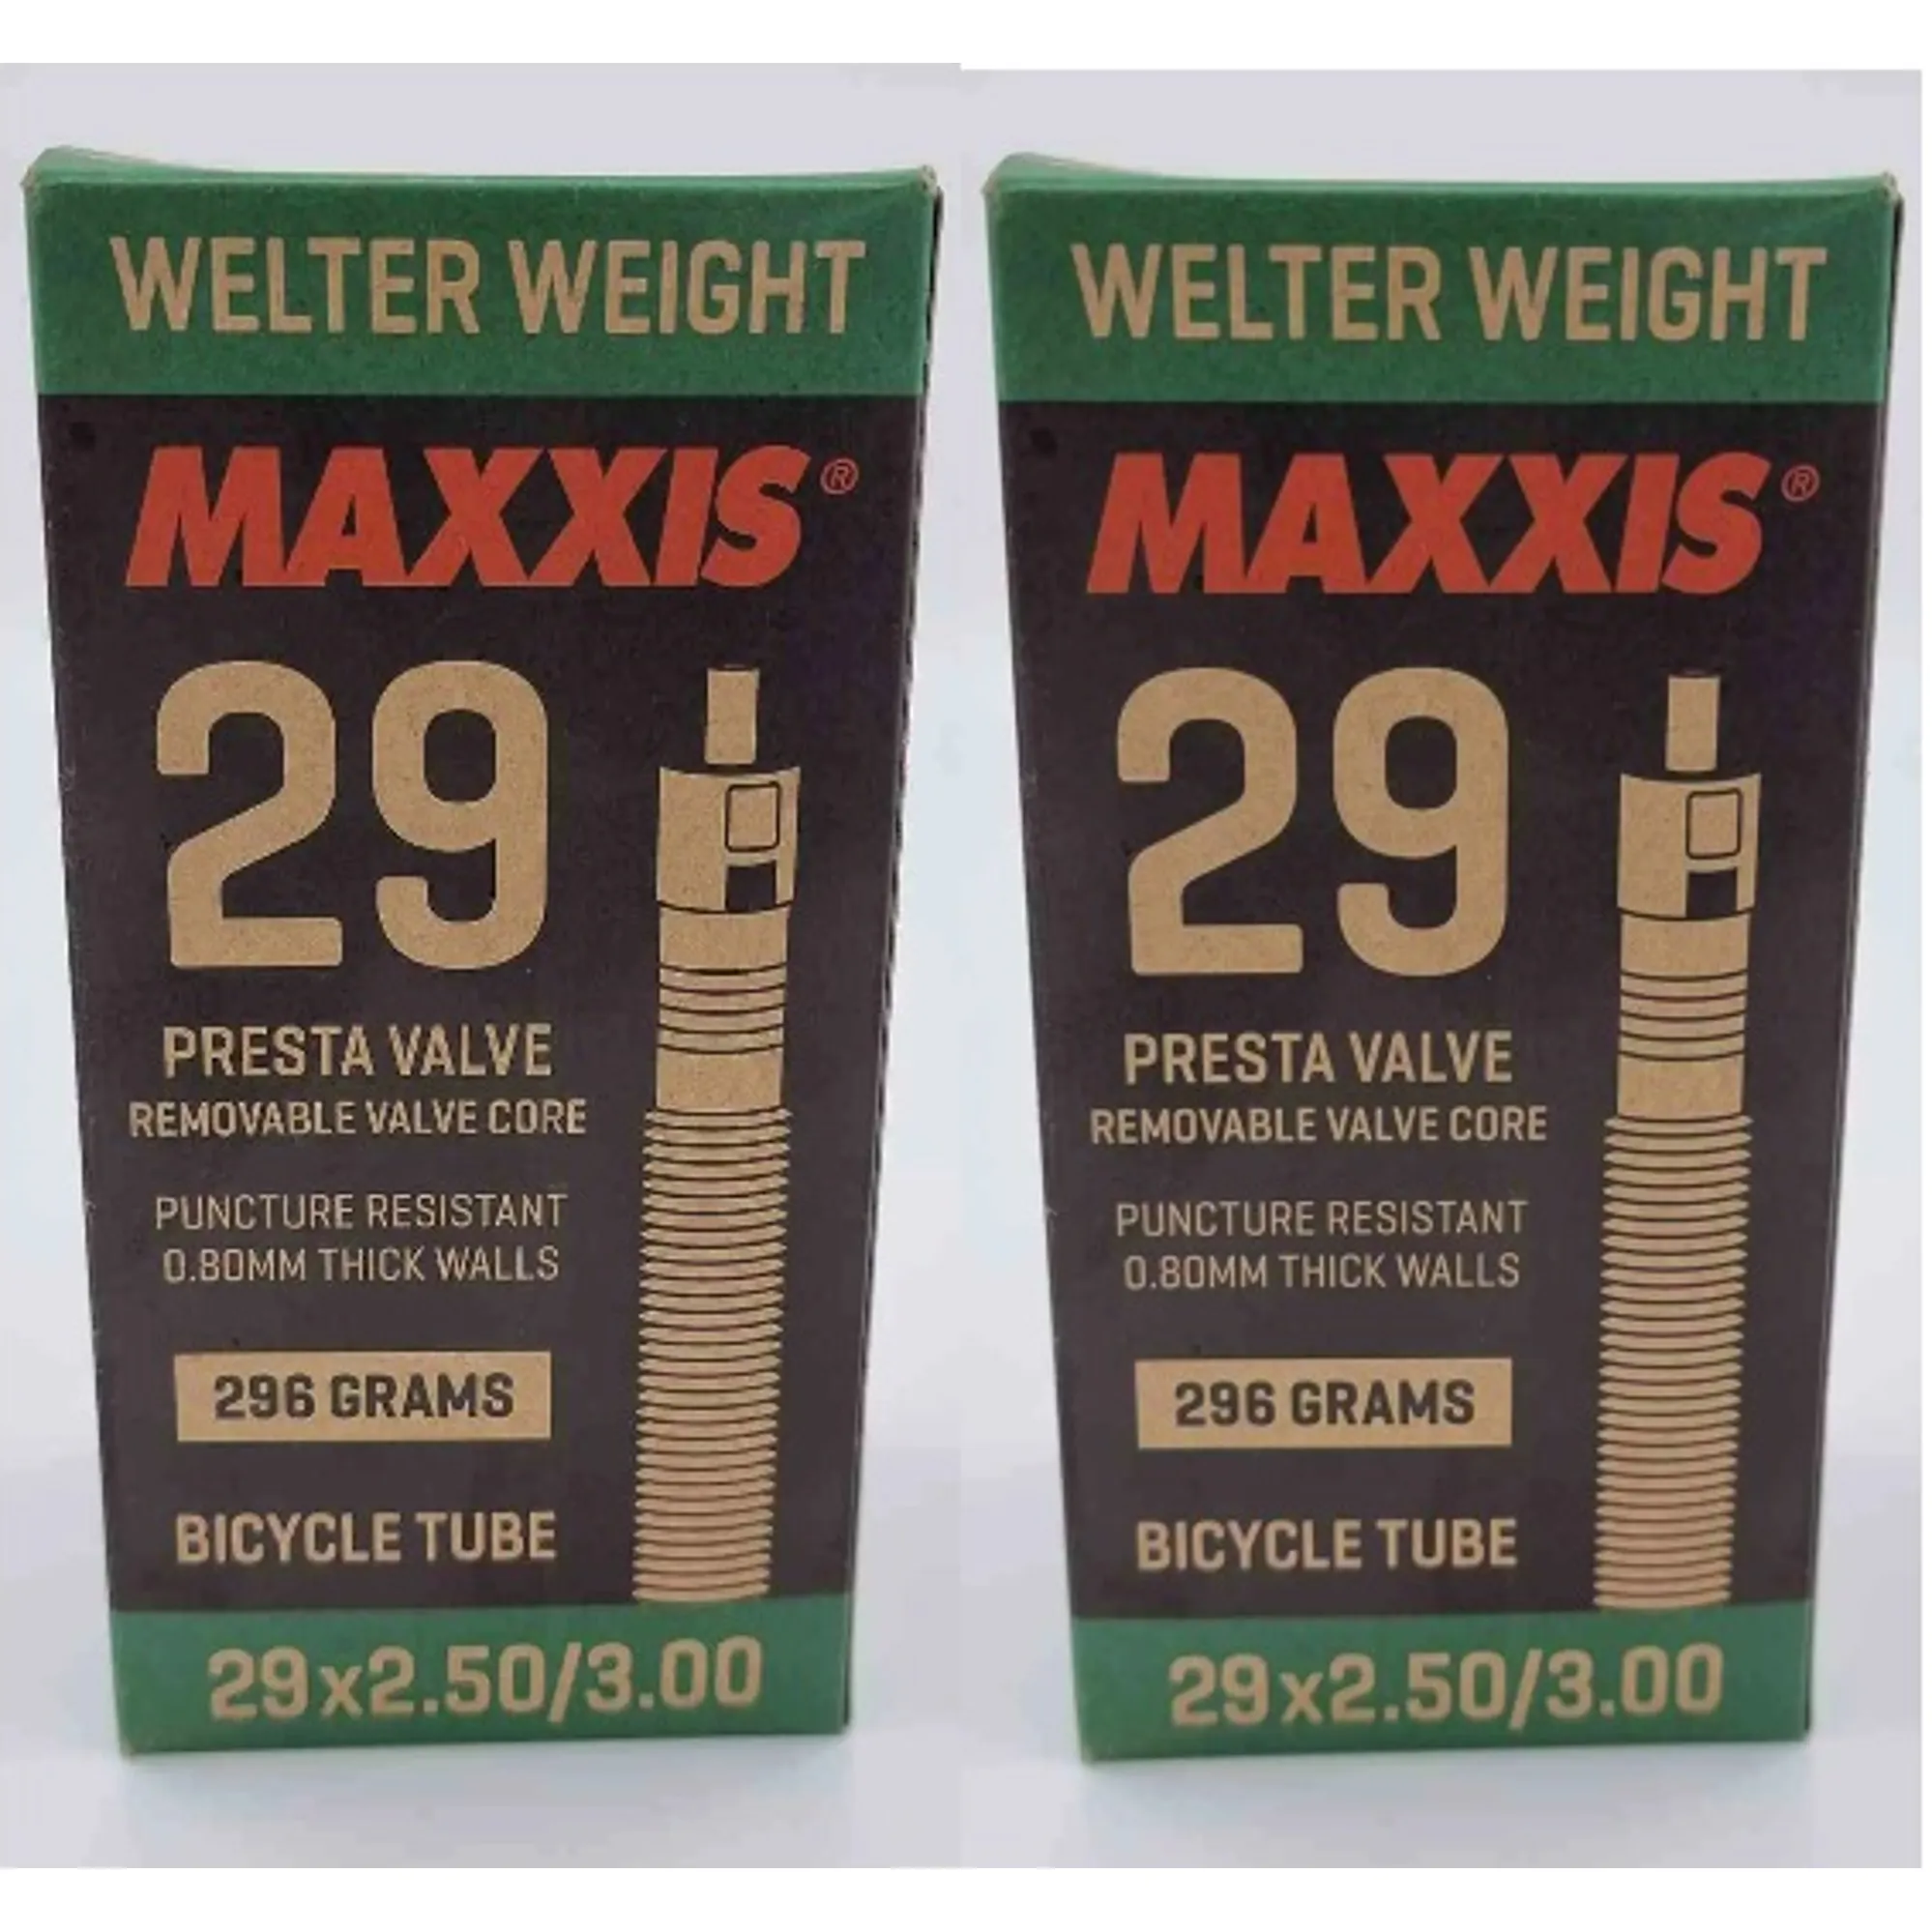 WELTER WEIGHT
MAXXIS®
29
PRESTA VALVE
REMOVABLE VALVE CORE
PUNCTURE RESISTANT
0.80MM THICK WALLS
296 GRAMS
BICYCLE TUBE
29x2.50/3.00
WELTER WEIGHT
MAXXIS®
29
PRESTA VALVE
REMOVABLE VALVE CORE
PUNCTURE RESISTANT
0.80MM THICK WALLS
296 GRAMS
BICYCLE TUBE
29x2.50/3.00